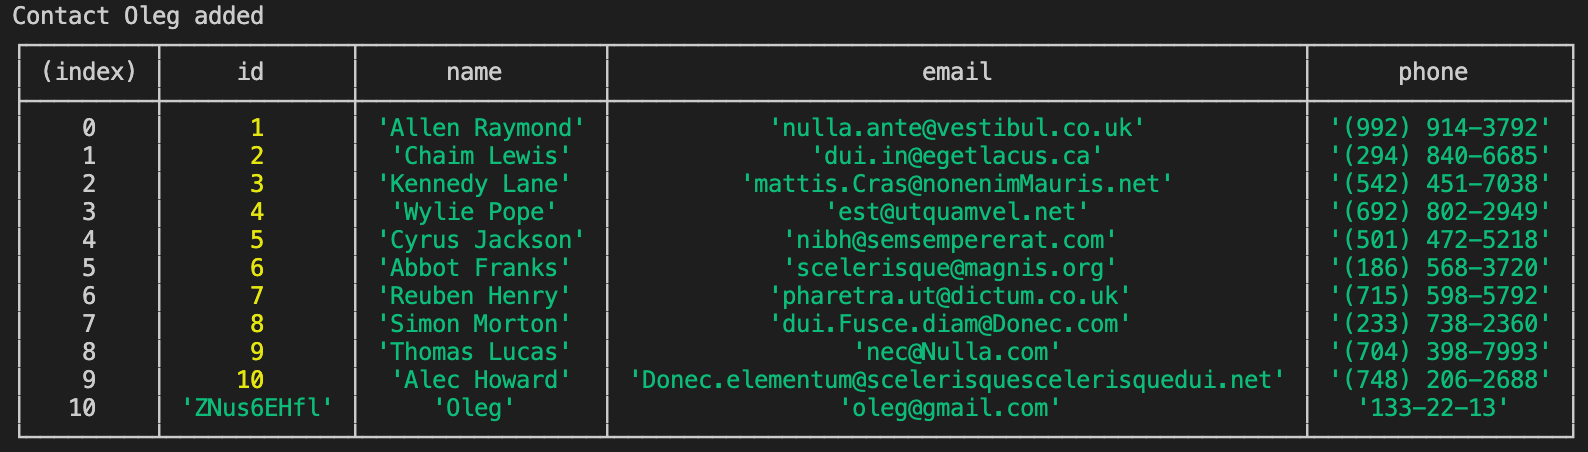 Contact Oleg added
(index) id name email phone
0 1 'Allen Raymond' 'nulla.ante@vestibul.co.uk' '(992) 914-3792'
1 2 'Chaim Lewis' 'dui.in@egetlacus.ca' '(294) 840-6685'
2 3 'Kennedy Lane' 'mattis.Cras@nonenimMauris.net' '(542) 451-7038'
3 4 'Wylie Pope' 'est@utquamvel.net' '(692) 802-2949'
4 5 'Cyrus Jackson' 'nibh@semsempererat.com' '(501) 472-5218'
5 6 'Abbot Franks' 'scelerisque@magnis.org' '(186) 568-3720'
6 7 'Reuben Henry' 'pharetra.ut@dictum.co.uk' '(715) 598-5792'
7 8 'Simon Morton' 'dui.Fusce.diam@Donec.com' '(233) 738-2360'
8 9 'Thomas Lucas' 'nec@Nulla.com' '(704) 398-7993'
9 10 'Alec Howard' 'Donec.elementum@scelerisquescelerisquedui.net' '(748) 206-2688'
10 'ZNus6EHfl' 'Oleg' 'oleg@gmail.com' '133-22-13'